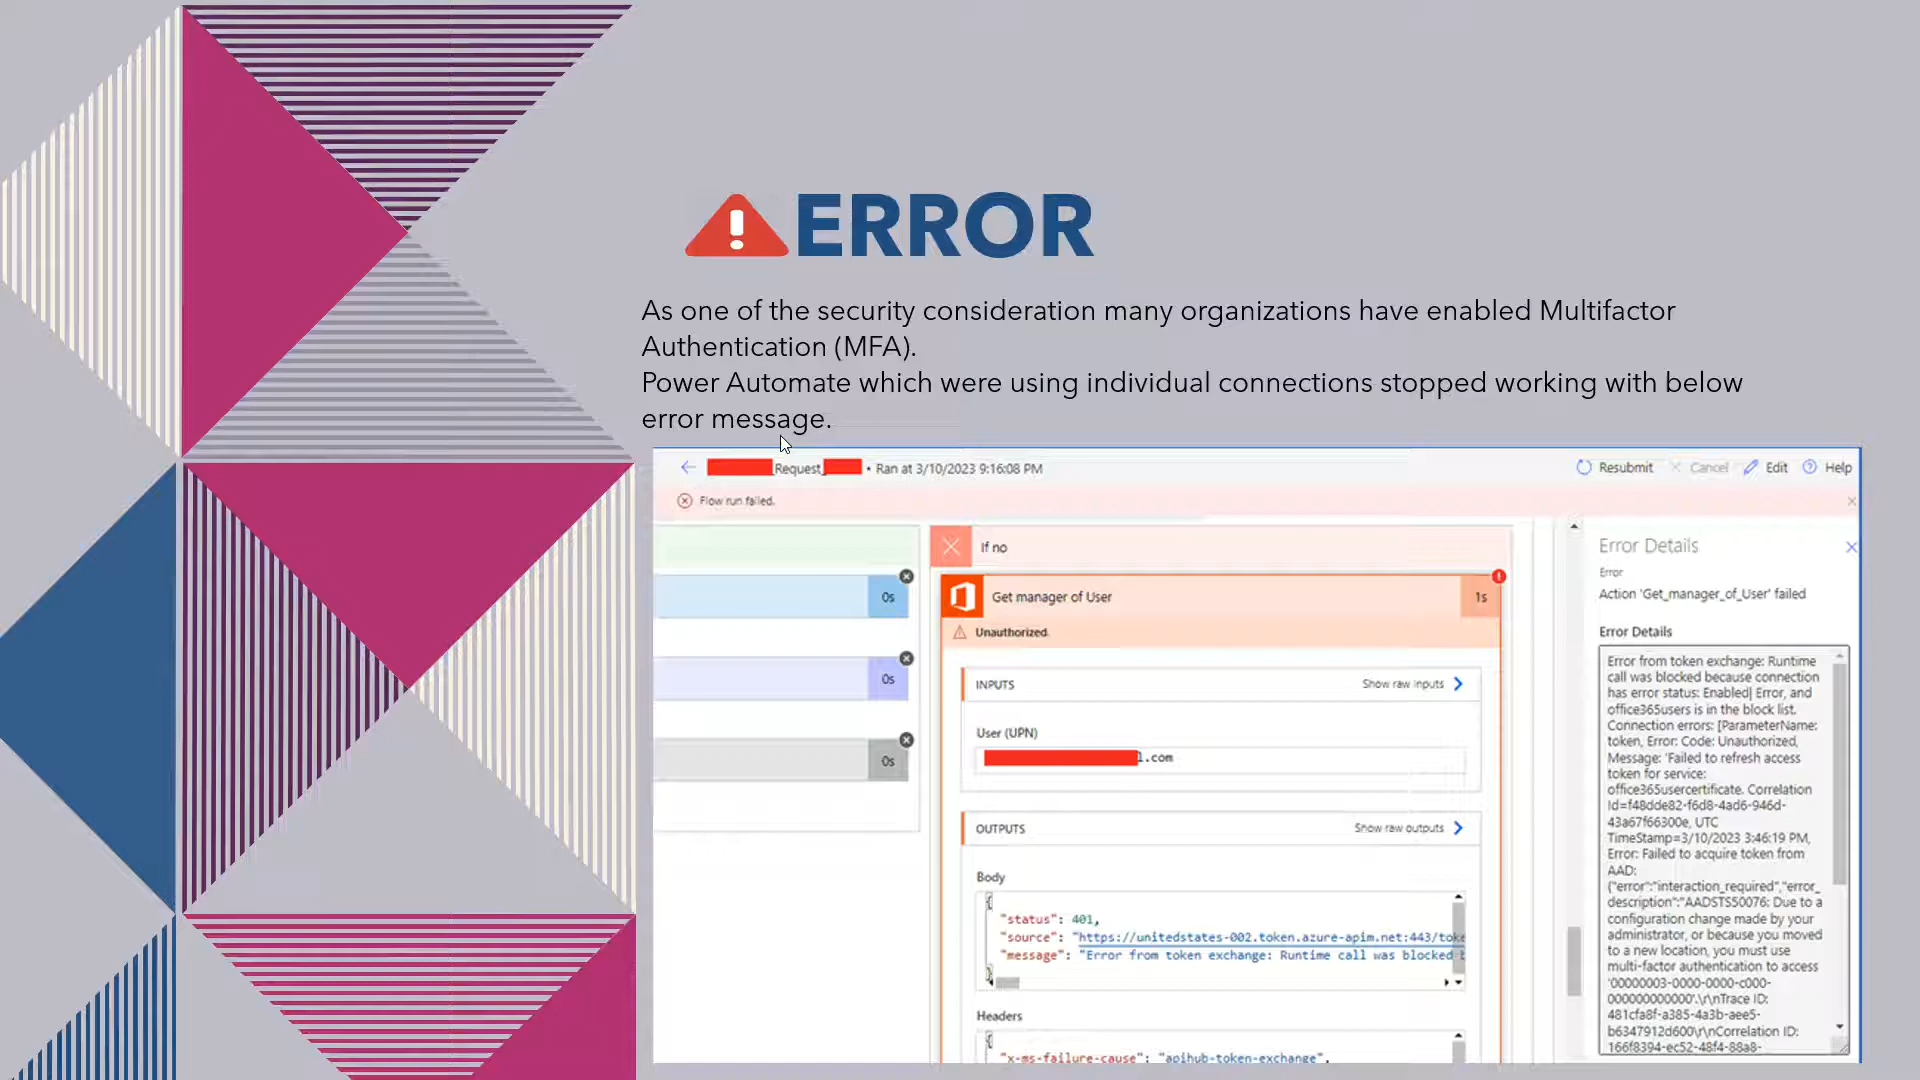 ERROR
As one of the security consideration many organizations have enabled Multifactor
Authentication (MFA).
Power Automate which were using individual connections stopped working with below
error message.
Request • Ran at 3/10/2023 9:16:08 PM
Resubmit Cancel Edit Help
Flow run failed.
If no
0s
0s
0s
Get manager of User 1s
Unauthorized.
INPUTS Show raw inputs
User (UPN)
l.com
OUTPUTS Show raw outputs
Body
{
"status": 401,
"source": "https://unitedstates-002.token.azure-apim.net:443/toke
"message": "Error from token exchange: Runtime call was blocked b
}
Headers
{
"x-ms-failure-cause": "apihub-token-exchange",
Error Details
Error
Action 'Get_manager_of_User' failed
Error Details
Error from token exchange: Runtime
call was blocked because connection
has error status: Enabled| Error, and
office365users is in the block list.
Connection errors: [ParameterName:
token, Error: Code: Unauthorized,
Message: 'Failed to refresh access
token for service:
office365usercertificate. Correlation
Id=f48dde82-f6d8-4ad6-946d-
43a67f66300e, UTC
TimeStamp=3/10/2023 3:46:19 PM,
Error: Failed to acquire token from
AAD:
{"error":"interaction_required","error_
description":"AADSTS50076: Due to a
configuration change made by your
administrator, or because you moved
to a new location, you must use
multi-factor authentication to access
'00000003-0000-0000-c000-
000000000000'.\r\nTrace ID:
481cfa8f-a385-4a3b-aee5-
b6347912d600\r\nCorrelation ID:
166f8394-ec52-48f4-88a8-